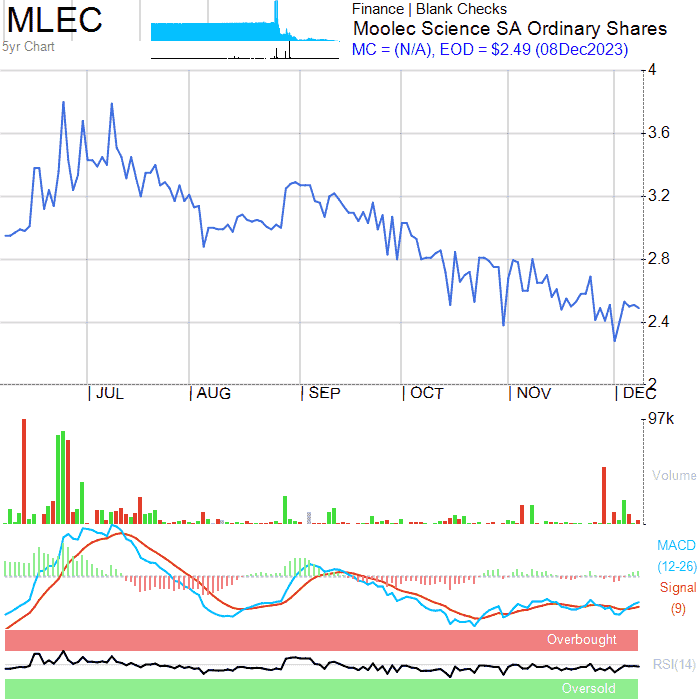 MLEC
5yr Chart
Finance | Blank Checks
Moolec Science SA Ordinary Shares
MC = (N/A), EOD = $2.49 (08Dec2023)
4
3.6
3.2
2.8
2.4
2
JUL AUG SEP OCT NOV DEC
97k
Volume
MACD
(12-26)
Signal
(9)
Overbought
RSI(14)
Oversold